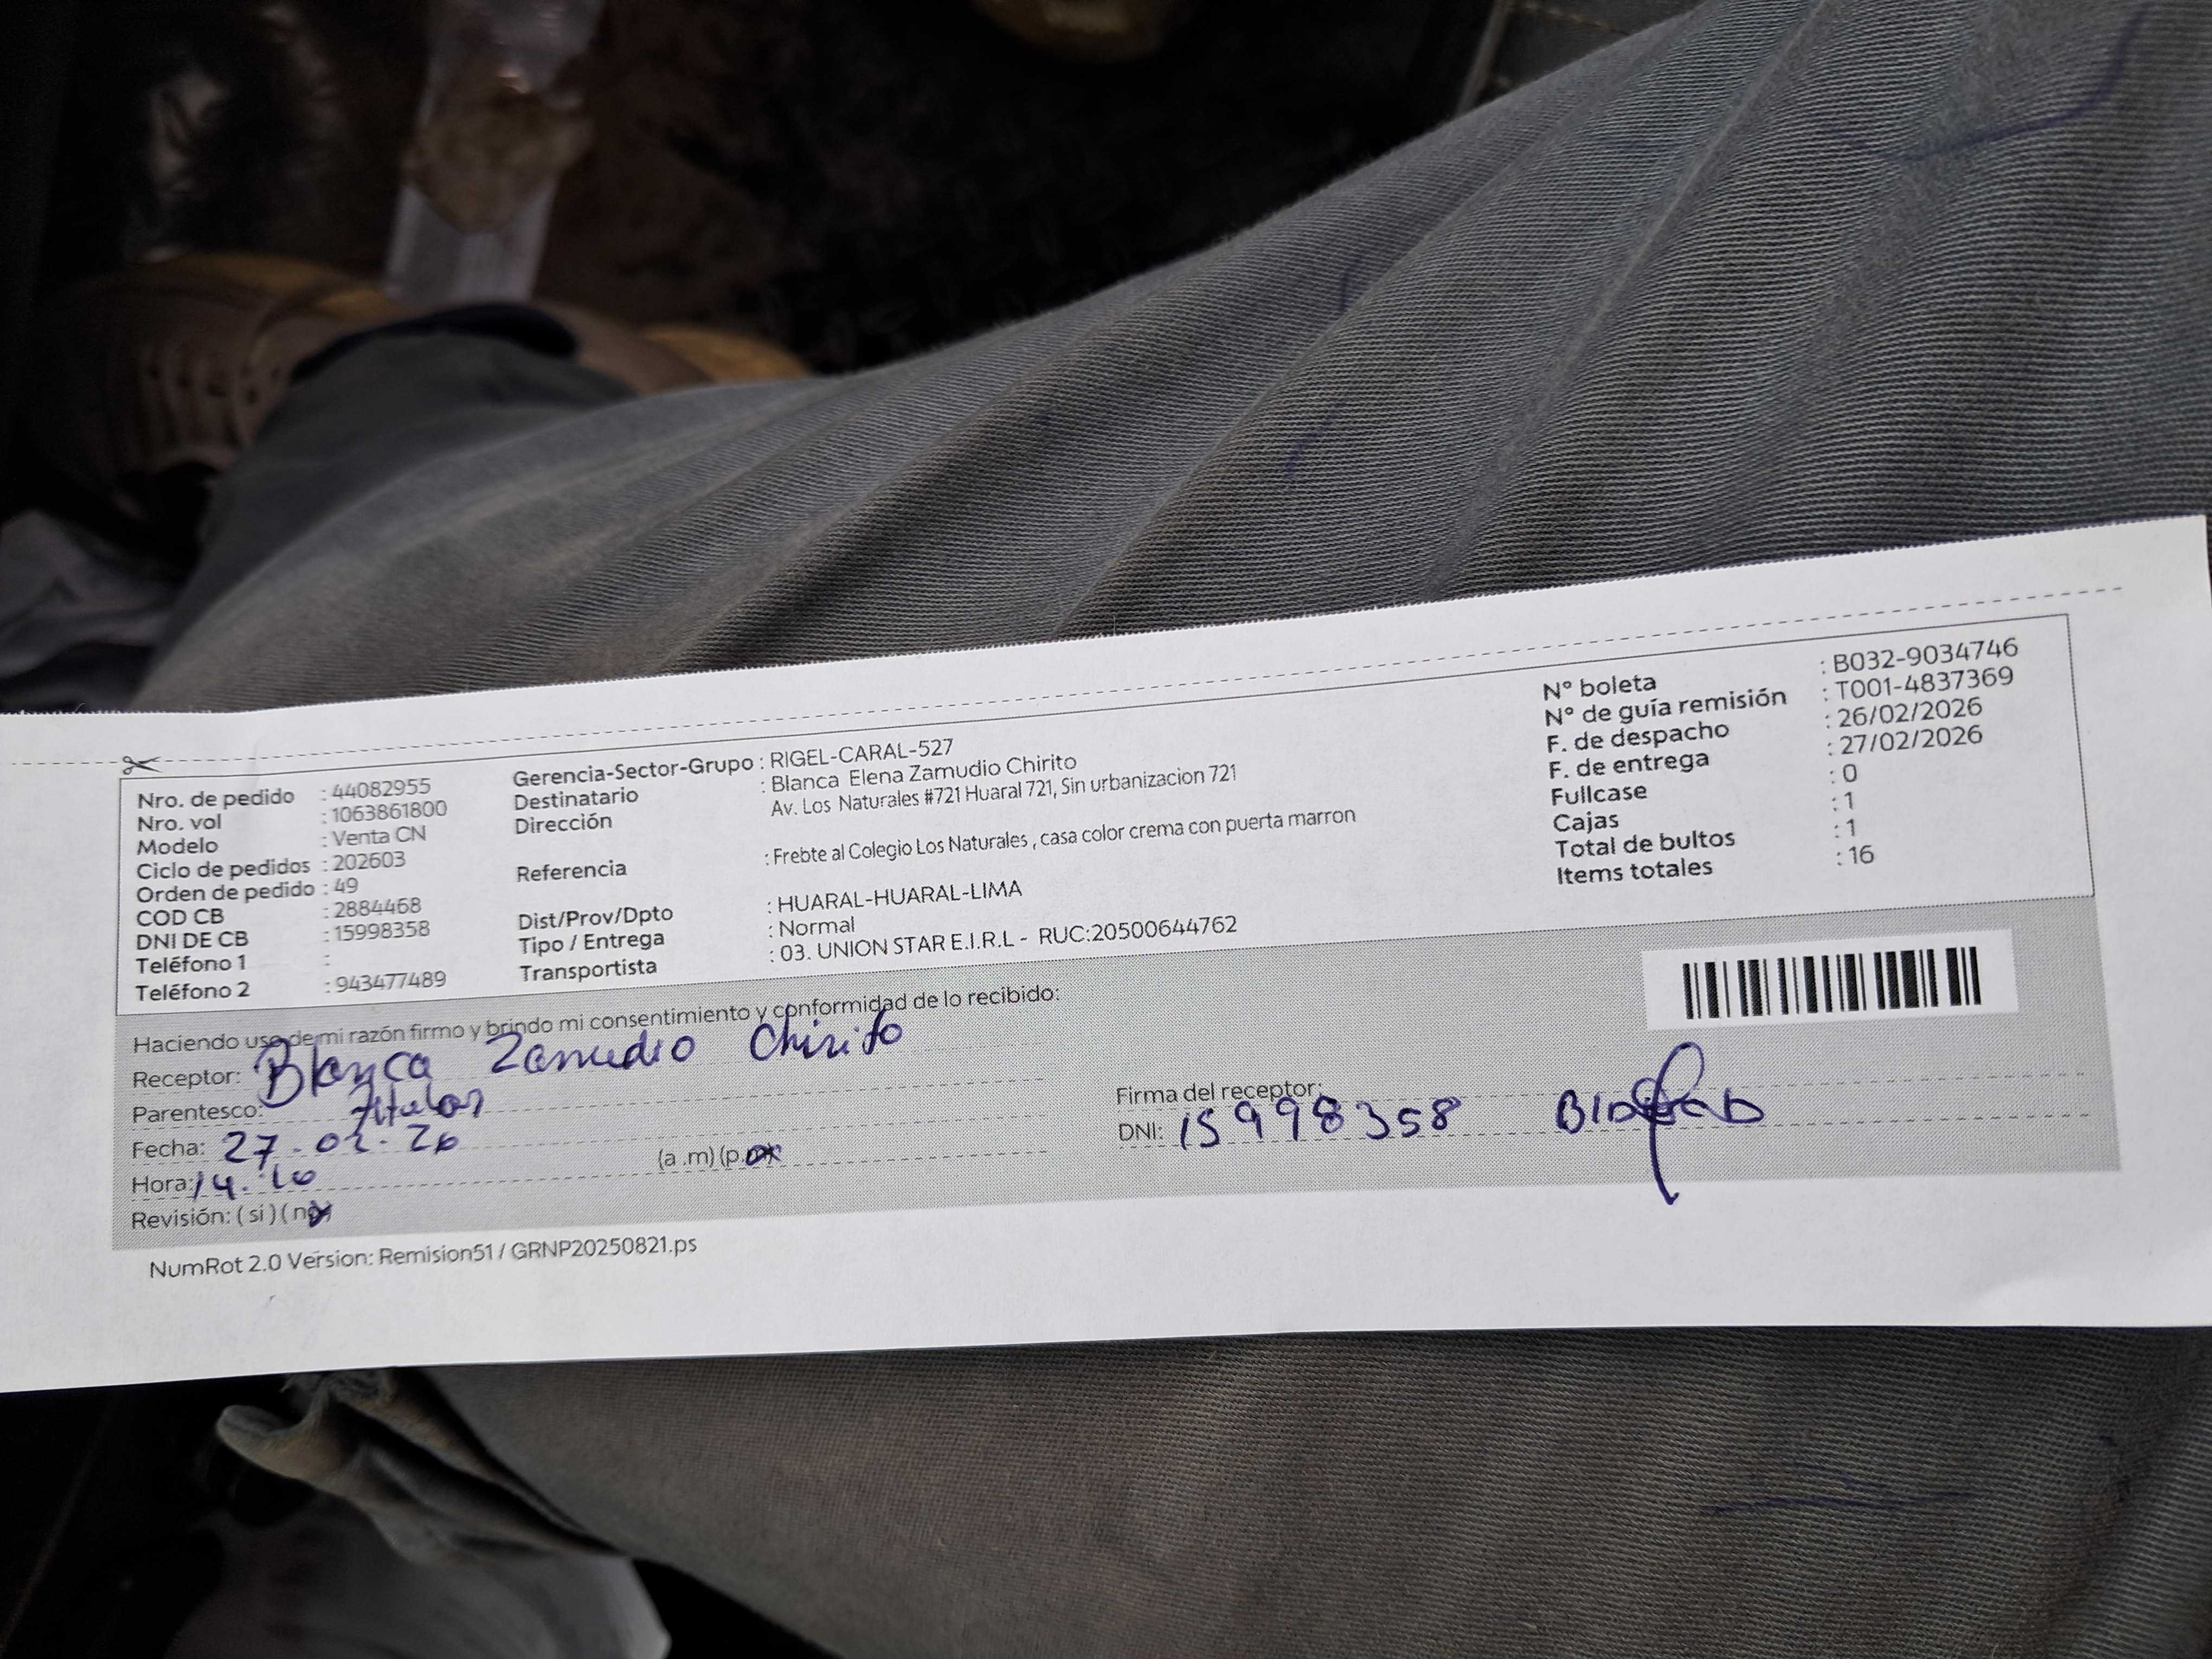 Nro. de pedido : 44082955
Nro. vol : 1063861800
Modelo : Venta CN
Ciclo de pedidos : 202603
Orden de pedido : 49
COD CB : 2884468
DNI DE CB : 15998358
Teléfono 1 :
Teléfono 2 : 943477489
Gerencia-Sector-Grupo : RIGEL-CARAL-527
Destinatario : Blanca Elena Zamudio Chirito
Dirección Av. Los Naturales #721 Huaral 721, Sin urbanizacion 721
Referencia : Frebte al Colegio Los Naturales , casa color crema con puerta marron
Dist/Prov/Dpto : HUARAL-HUARAL-LIMA
Tipo / Entrega : Normal
Transportista : 03. UNION STAR E.I.R.L - RUC:20500644762
N° boleta : B032-9034746
N° de guía remisión : T001-4837369
F. de despacho : 26/02/2026
F. de entrega : 27/02/2026
Fullcase : 0
Cajas : 1
Total de bultos : 1
Items totales : 16
Haciendo uso de mi razón firmo y brindo mi consentimiento y conformidad de lo recibido:
Receptor: Blanca Zamudio Chirito
Parentesco: titular
Fecha: 27-02-26
Hora: 14:10 (a .m) (p.m)
Revisión: ( si ) ( no )
Firma del receptor:
DNI: 15998358
NumRot 2.0 Version: Remision51 / GRNP20250821.ps